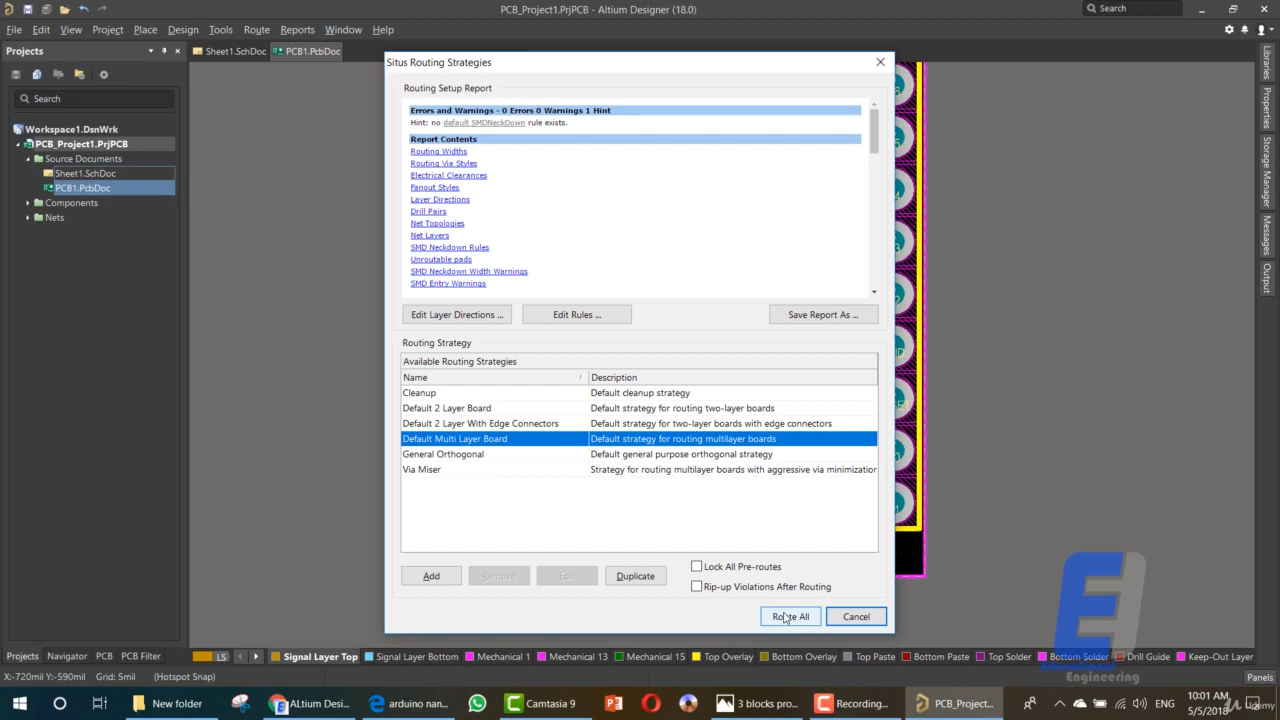 PCB_Project1.PrjPCB - Altium Designer (18.0)
Search
File Edit View Project Place Design Tools Route Reports Window Help
Projects
Sheet1.SchDoc
PCB1.PcbDoc
Search
Workspace1.DsnWrk
PCB_Project1.PrjPCB
Source Documents
Sheet1.SchDoc
PCB1.PcbDoc
Components
Nets
Situs Routing Strategies
Routing Setup Report
Errors and Warnings - 0 Errors 0 Warnings 1 Hint
Hint: no default SMDNeckDown rule exists.
Report Contents
Routing Widths
Routing Via Styles
Electrical Clearances
Fanout Styles
Layer Directions
Drill Pairs
Net Topologies
Net Layers
SMD Neckdown Rules
Unroutable pads
SMD Neckdown Width Warnings
SMD Entry Warnings
Edit Layer Directions ...
Edit Rules ...
Save Report As ...
Routing Strategy
Available Routing Strategies
Name Description
Cleanup Default cleanup strategy
Default 2 Layer Board Default strategy for routing two-layer boards
Default 2 Layer With Edge Connectors Default strategy for two-layer boards with edge connectors
Default Multi Layer Board Default strategy for routing multilayer boards
General Orthogonal Default general purpose orthogonal strategy
Via Miser Strategy for routing multilayer boards with aggressive via minimization
Add
Remove
Edit
Duplicate
Lock All Pre-routes
Rip-up Violations After Routing
Route All
Cancel
Libraries
Properties
Storage Manager
Messages
Output
Educational
Engineering
Projects Navigator PCB PCB Filter
LS
Signal Layer Top
Signal Layer Bottom
Mechanical 1
Mechanical 13
Mechanical 15
Top Overlay
Bottom Overlay
Top Paste
Bottom Paste
Top Solder
Bottom Solder
Drill Guide
Keep-Out Layer
X:-720mil Y:-590mil Grid: 5mil (Hotspot Snap)
Panels
New folder
ALtium Desi...
arduino nan...
Camtasia 9
3 blocks pro...
Recording...
PCB_Project...
10:01 AM
5/5/2018